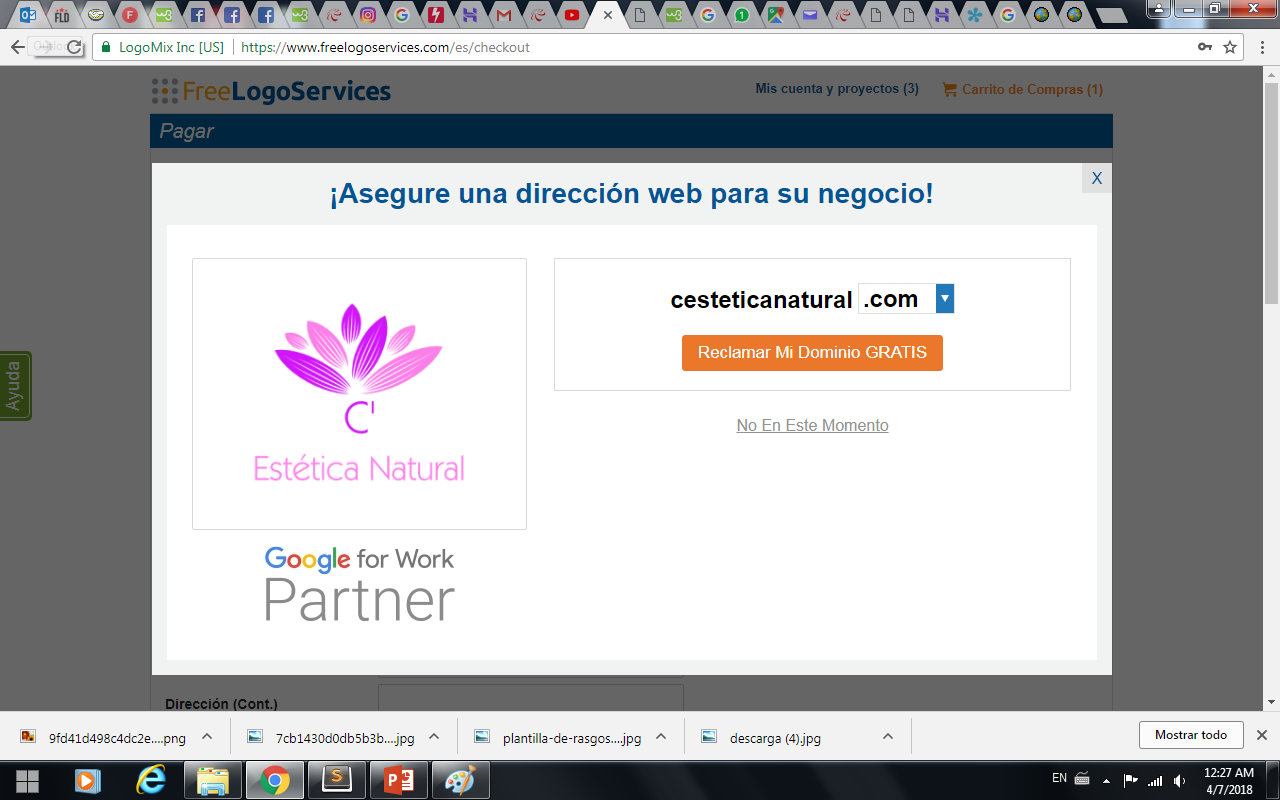 LogoMix Inc [US]
https://www.freelogoservices.com/es/checkout
FreeLogoServices
Mis cuenta y proyectos (3)
Carrito de Compras (1)
Pagar
X
¡Asegure una dirección web para su negocio!
cesteticanatural .com
Reclamar Mi Dominio GRATIS
No En Este Momento
C'
Estética Natural
Google for Work
Partner
Ayuda
Dirección (Cont.)
9fd41d498c4dc2e....png
7cb1430d0db5b3b....jpg
plantilla-de-rasgos....jpg
descarga (4).jpg
Mostrar todo
EN
12:27 AM
4/7/2018